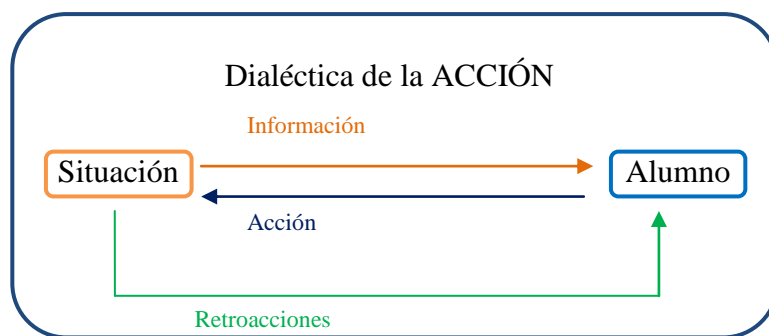 Dialéctica de la ACCIÓN
Información
Situación
Alumno
Acción
Retroacciones